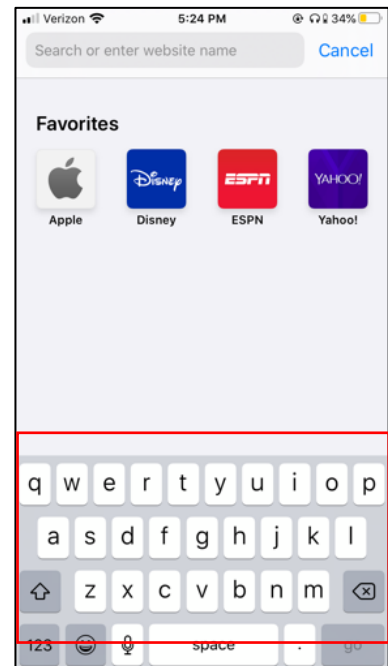 Verizon 5:24 PM 34%
Search or enter website name Cancel
Favorites
Disney ESPN YAHOO!
Apple Disney ESPN Yahoo!
q w e r t y u i o p
a s d f g h j k l
z x c v b n m
123 space . go